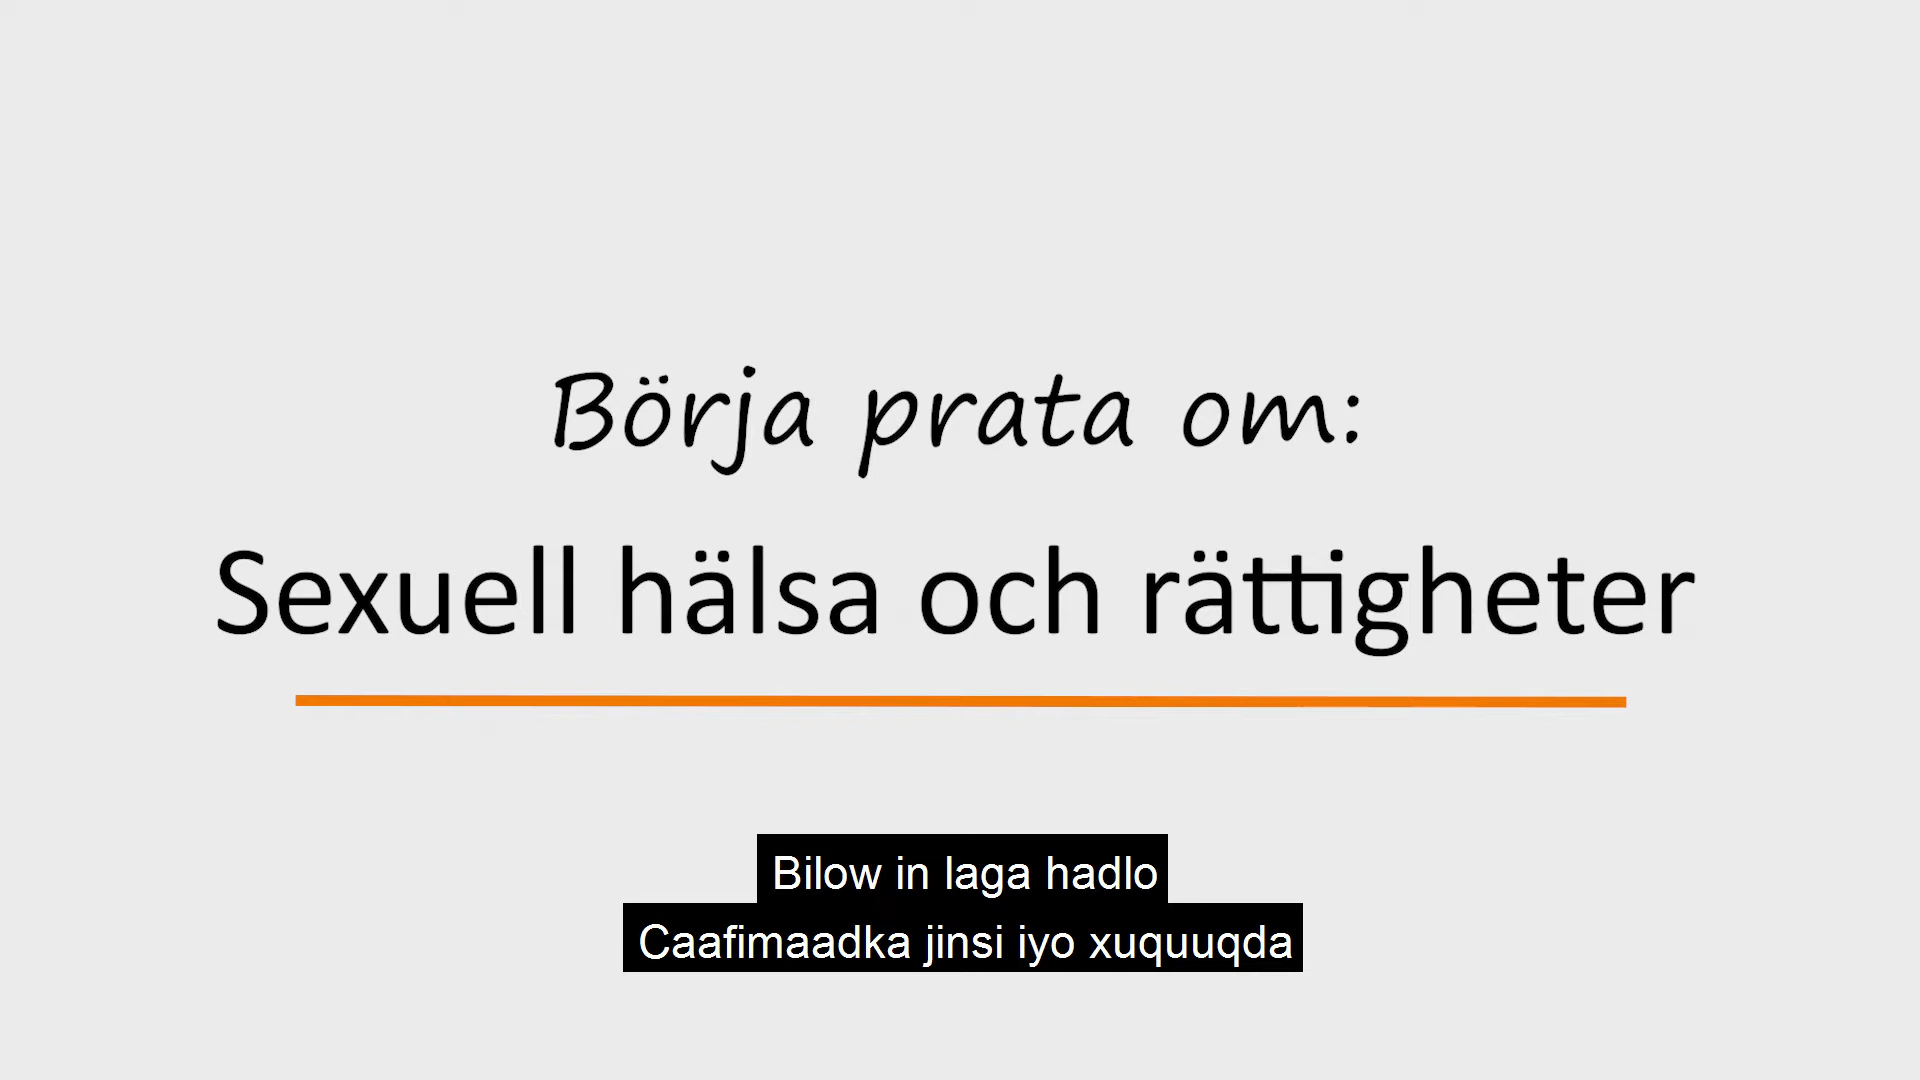 Börja prata om:
Sexuell hälsa och rättigheter
Bilow in laga hadlo
Caafimaadka jinsi iyo xuquuqda